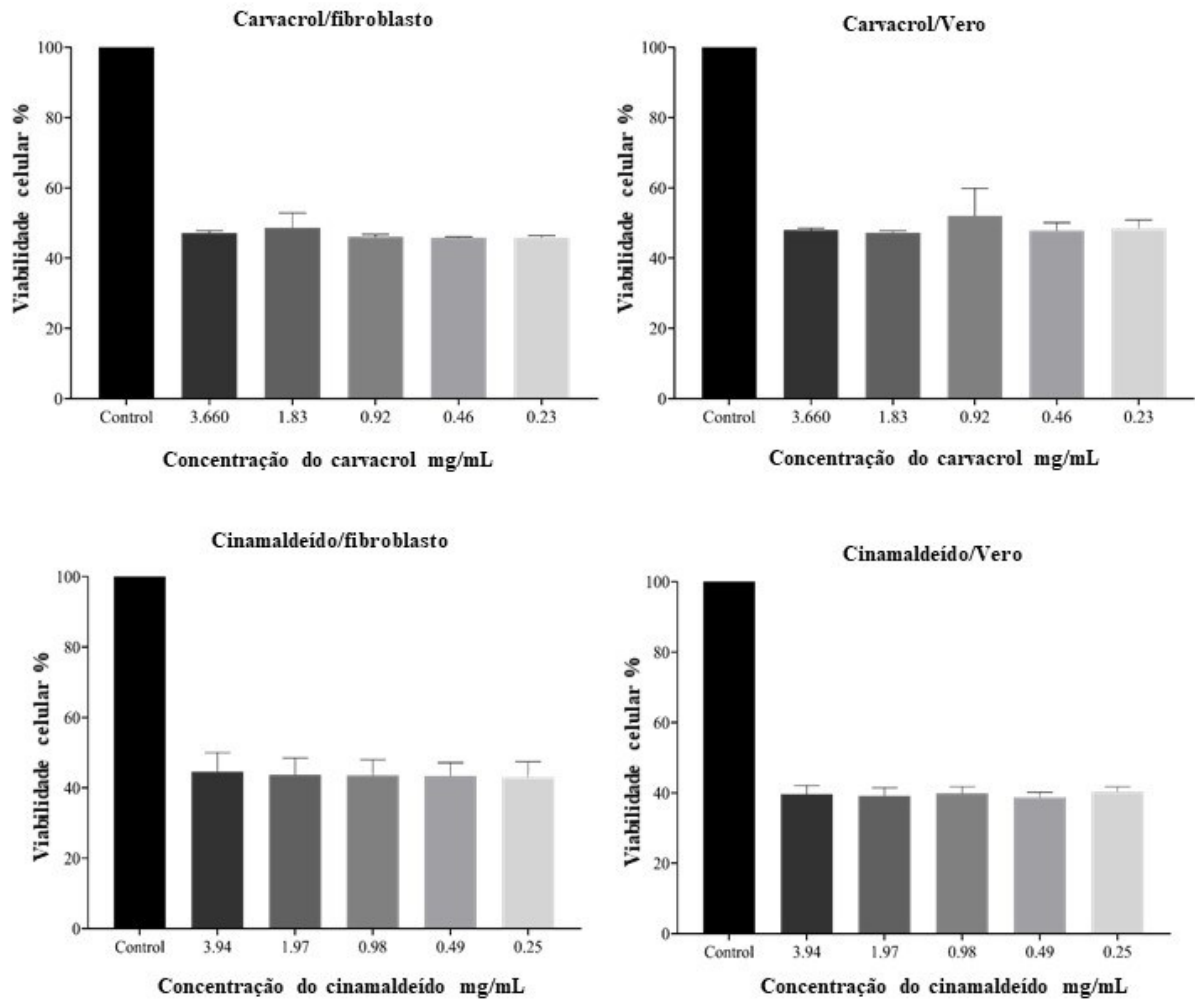 Carvacrol/fibroblasto
Viabilidade celular %
100
80
60
40
20
0
Control 3.660 1.83 0.92 0.46 0.23
Concentração do carvacrol mg/mL
Carvacrol/Vero
Viabilidade celular %
100
80
60
40
20
0
Control 3.660 1.83 0.92 0.46 0.23
Concentração do carvacrol mg/mL
Cinamaldeído/fibroblasto
Viabilidade celular %
100
80
60
40
20
0
Control 3.94 1.97 0.98 0.49 0.25
Concentração do cinamaldeído mg/mL
Cinamaldeído/Vero
Viabilidade celular %
100
80
60
40
20
0
Control 3.94 1.97 0.98 0.49 0.25
Concentração do cinamaldeído mg/mL